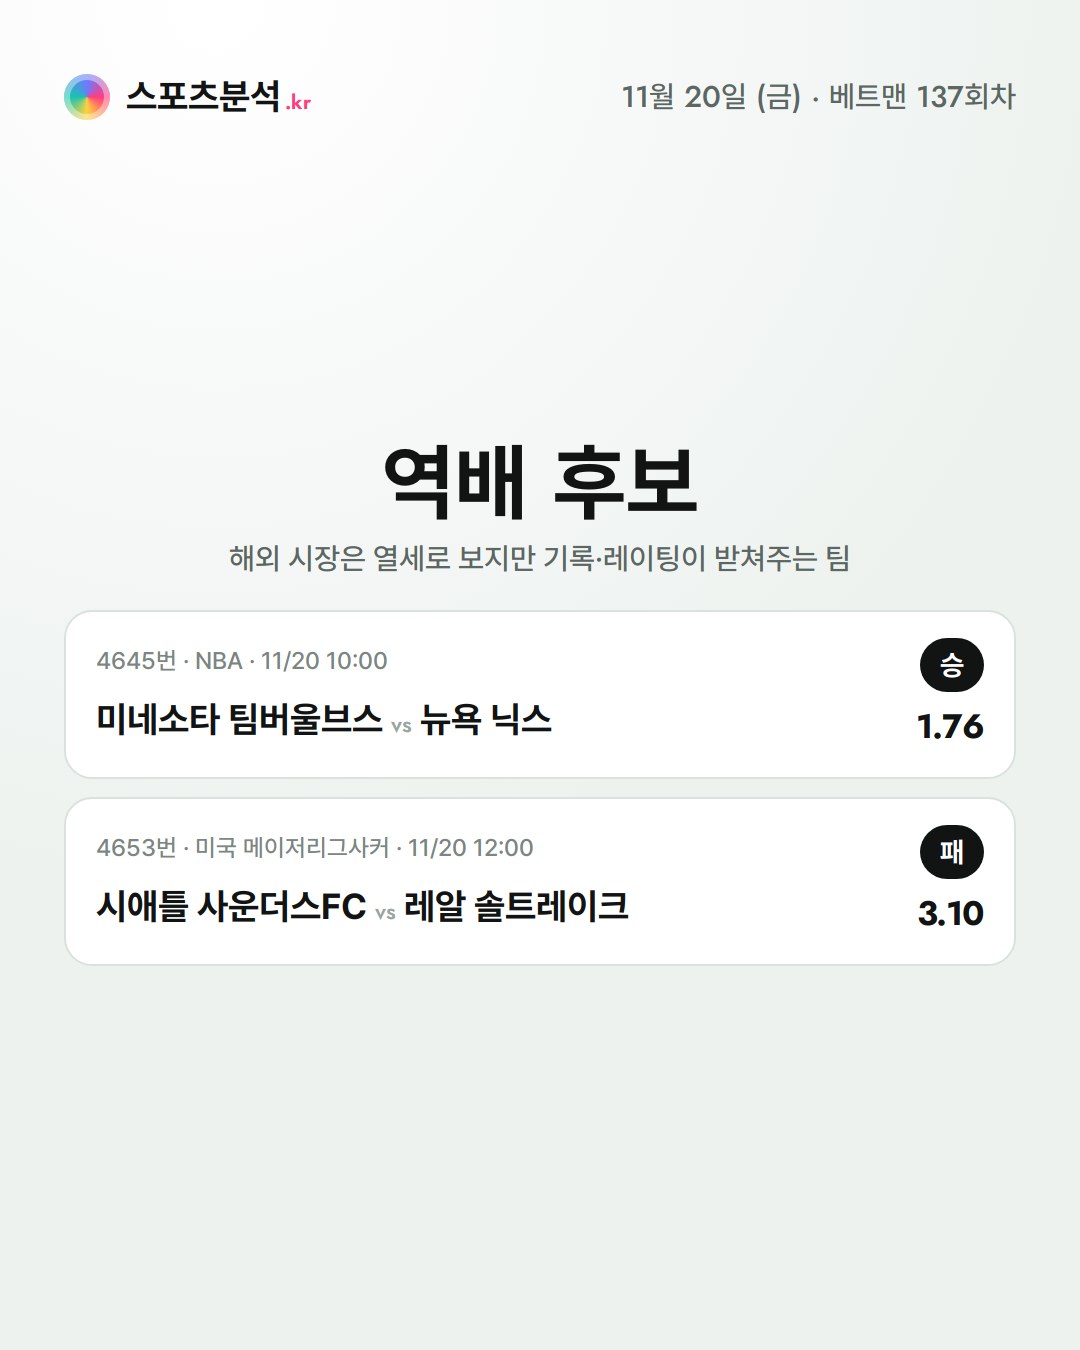 스포츠분석.kr
11월 20일 (금) · 베트맨 137회차
역배 후보
해외 시장은 열세로 보지만 기록·레이팅이 받쳐주는 팀
4645번 · NBA · 11/20 10:00
승
미네소타 팀버울브스 vs 뉴욕 닉스
1.76
4653번 · 미국 메이저리그사커 · 11/20 12:00
패
시애틀 사운더스FC vs 레알 솔트레이크
3.10